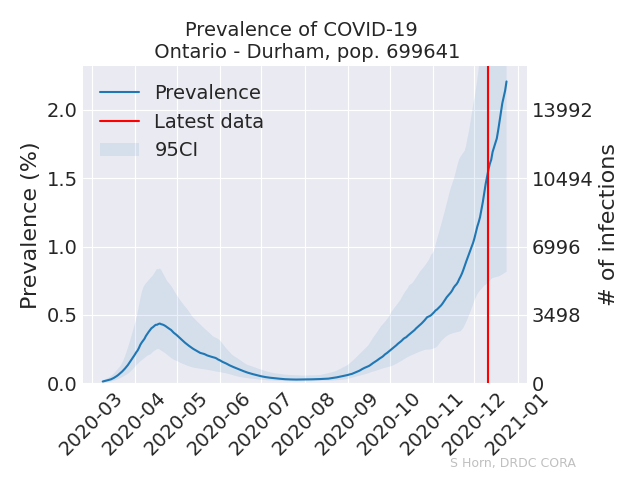 Prevalence of COVID-19
Ontario - Durham, pop. 699641
Prevalence
Latest data
95CI
Prevalence (%)
2.0
1.5
1.0
0.5
0.0
13992
10494
6996
3498
0
# of infections
2020-03
2020-04
2020-05
2020-06
2020-07
2020-08
2020-09
2020-10
2020-11
2020-12
2021-01
S Horn, DRDC CORA